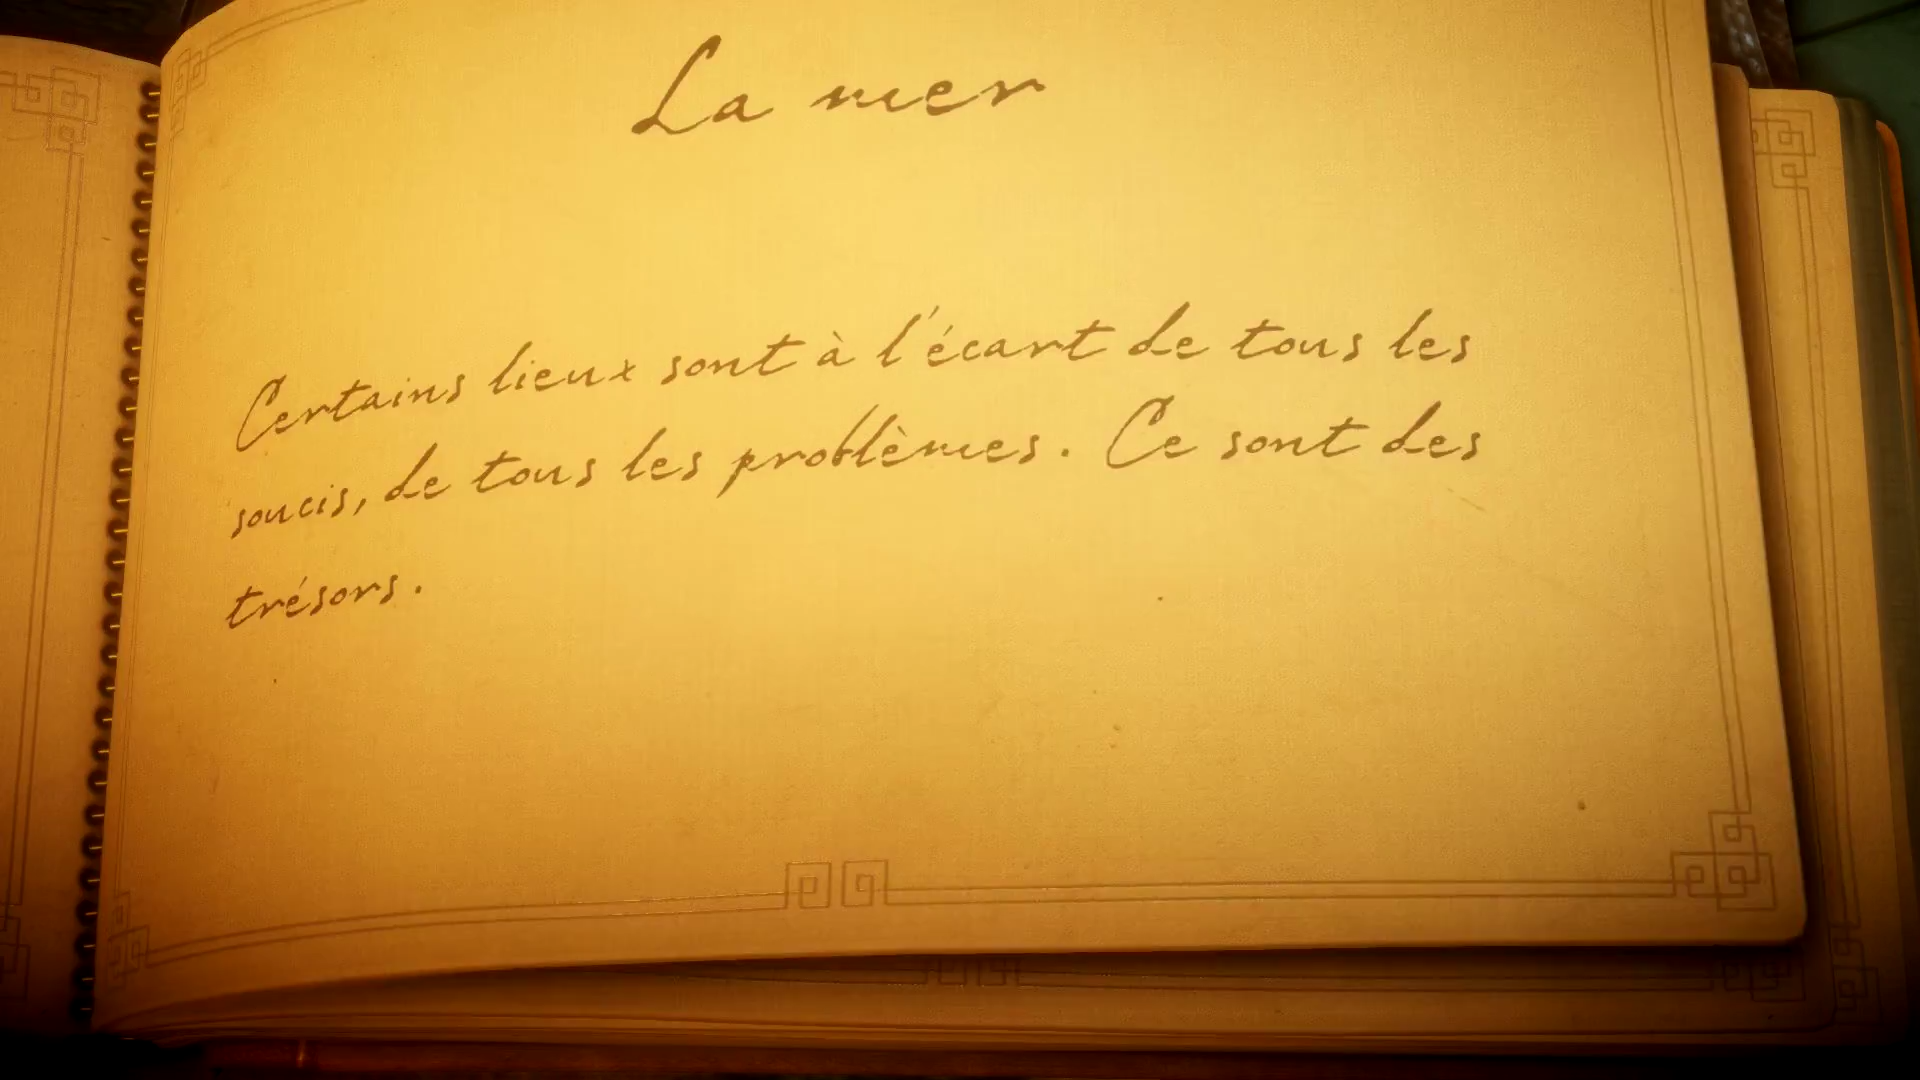 La mer
Certains lieux sont à l'écart de tous les
soucis, de tous les problèmes. Ce sont des
trésors.